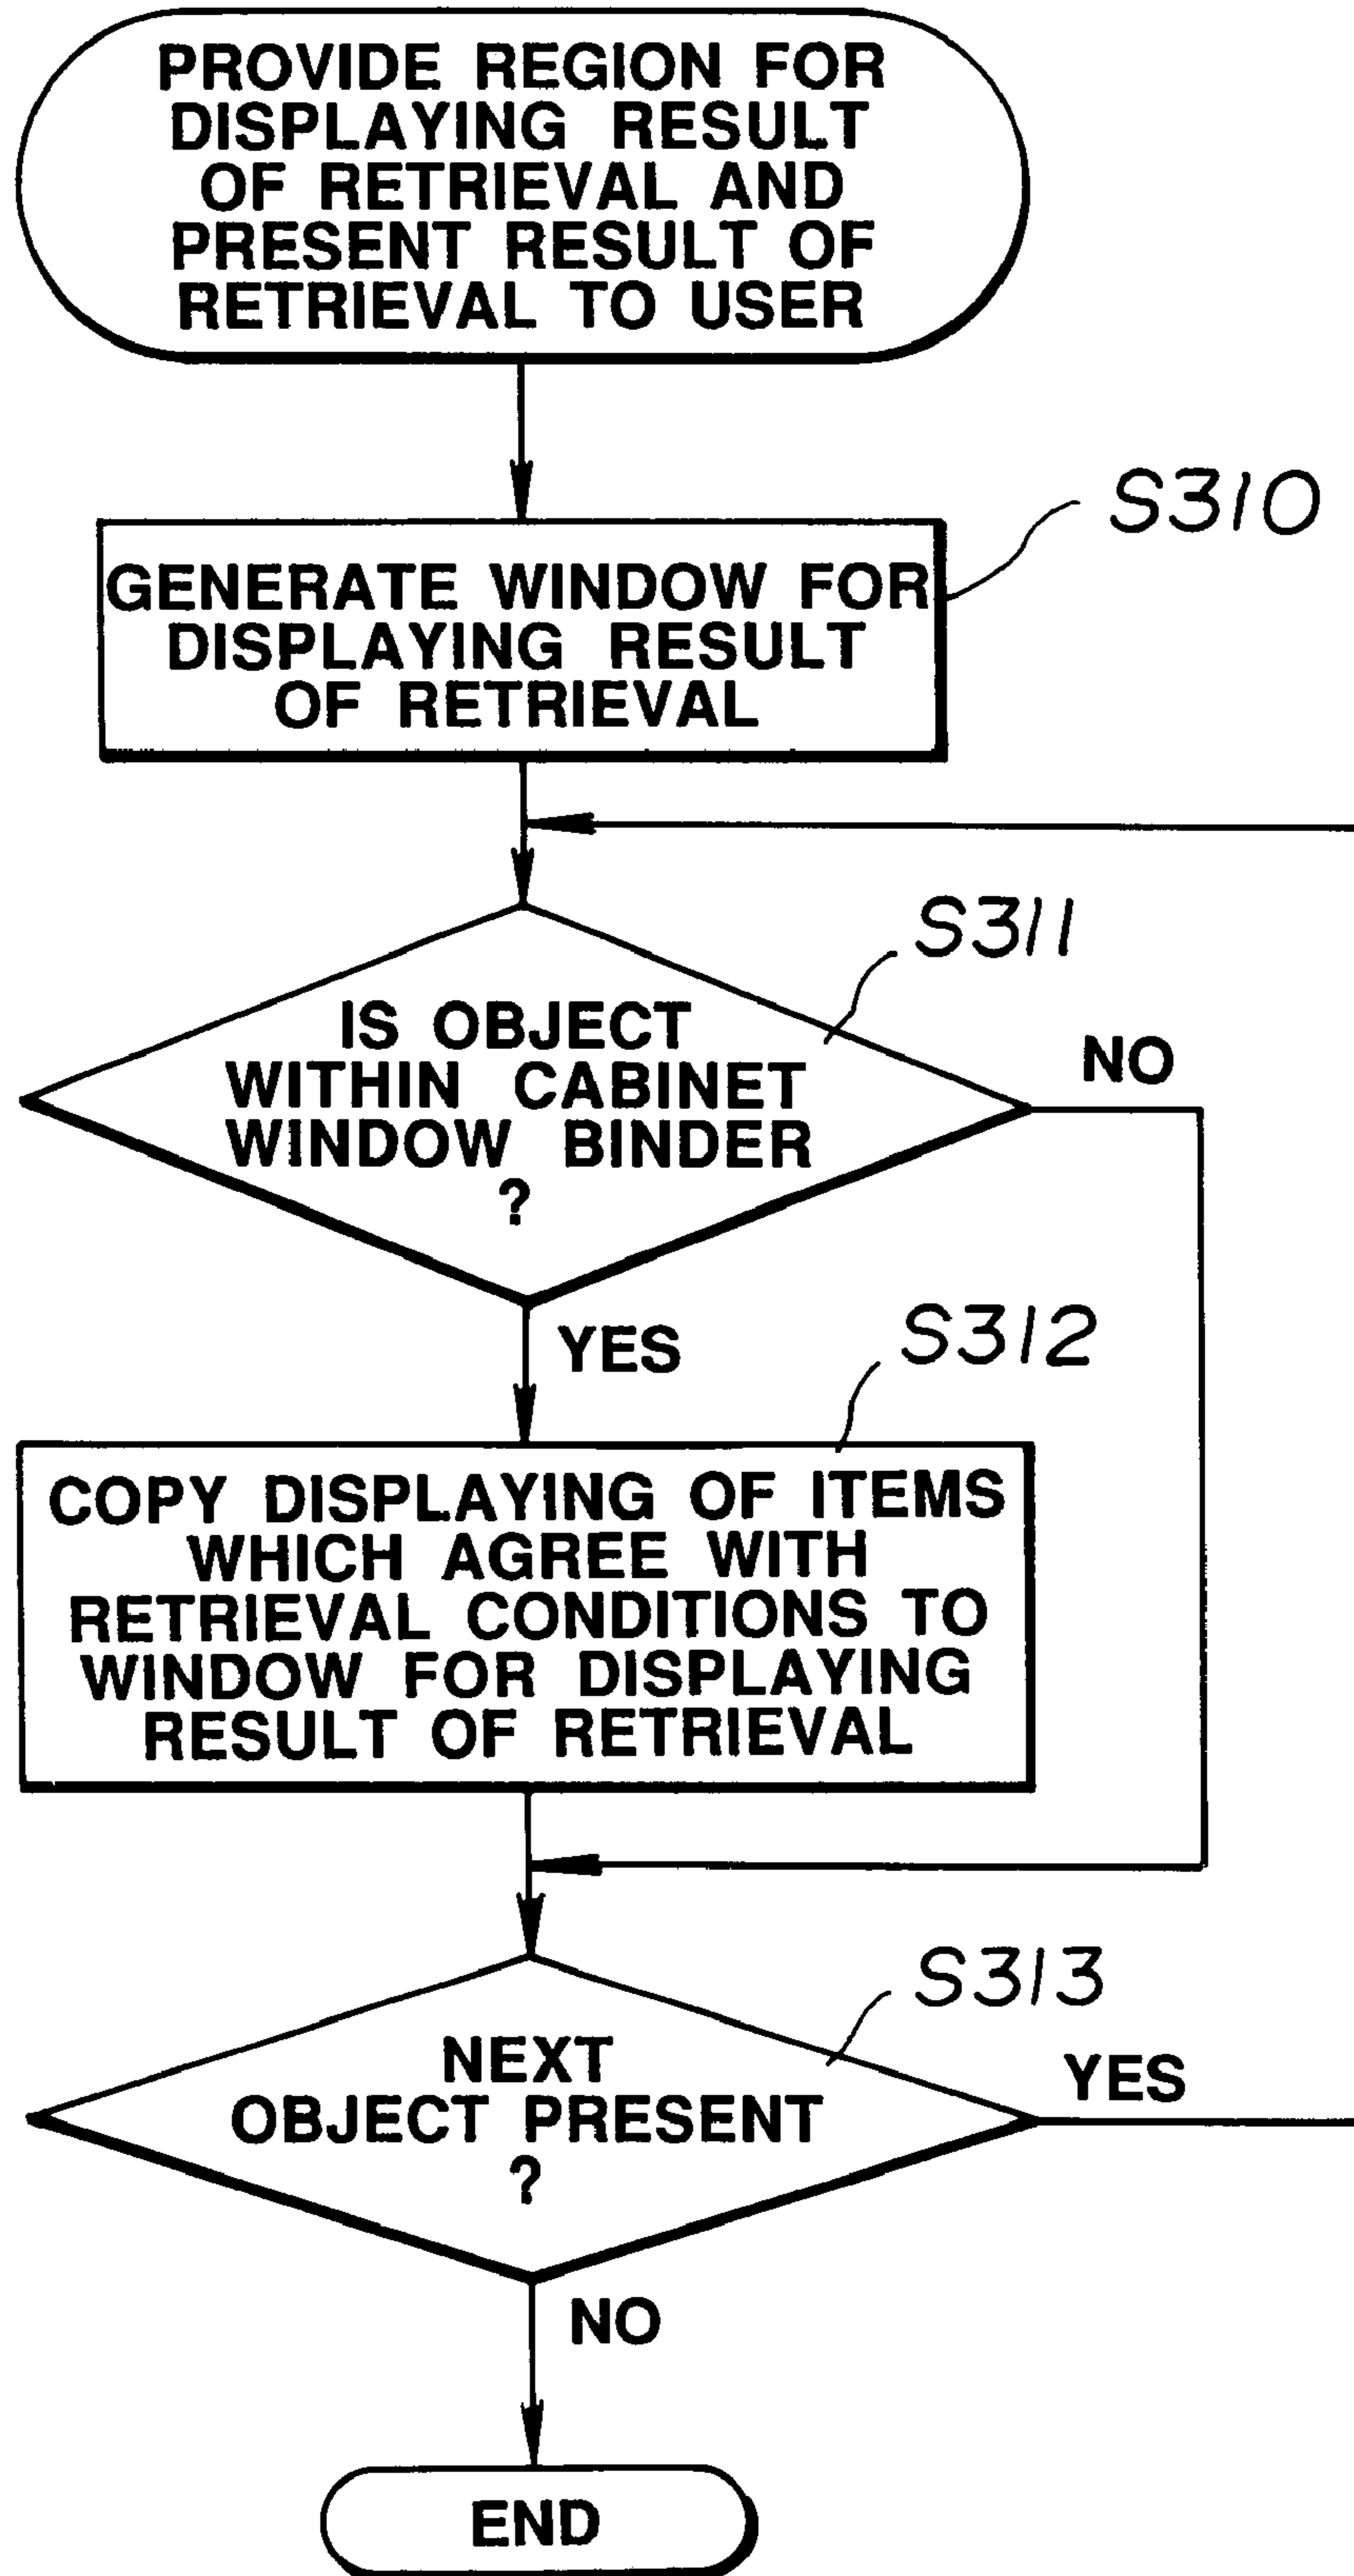 PROVIDE REGION FOR
DISPLAYING RESULT
OF RETRIEVAL AND
PRESENT RESULT OF
RETRIEVAL TO USER
S310
GENERATE WINDOW FOR
DISPLAYING RESULT
OF RETRIEVAL
S311
IS OBJECT
WITHIN CABINET
WINDOW BINDER
?
NO
YES
S312
COPY DISPLAYING OF ITEMS
WHICH AGREE WITH
RETRIEVAL CONDITIONS TO
WINDOW FOR DISPLAYING
RESULT OF RETRIEVAL
S313
NEXT
OBJECT PRESENT
?
YES
NO
END